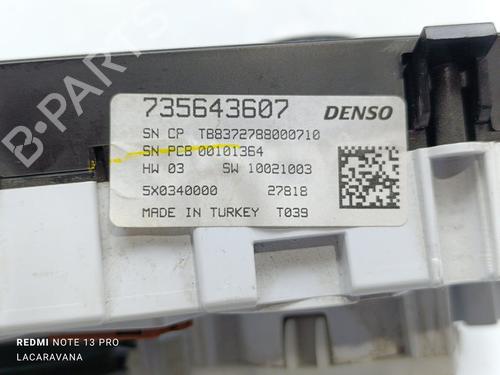 735643607 DENSO
SN CP TB8372788000710
SN PCB 00101364
HW 03 SW 10021003
5X0340000 27818
MADE IN TURKEY T039
REDMI NOTE 13 PRO
LACARAVANA